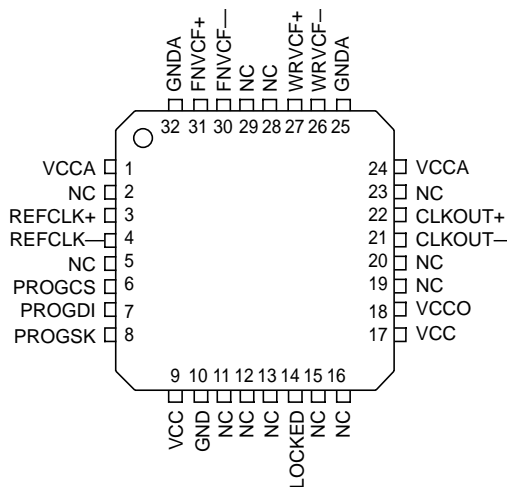 GNDA
FNVCF+
FNVCF—
NC
NC
WRVCF+
WRVCF–
GNDA
32 31 30 29 28 27 26 25
VCCA 1
NC 2
REFCLK+ 3
REFCLK— 4
NC 5
PROGCS 6
PROGDI 7
PROGSK 8
24 VCCA
23 NC
22 CLKOUT+
21 CLKOUT—
20 NC
19 NC
18 VCCO
17 VCC
9 10 11 12 13 14 15 16
VCC
GND
NC
NC
NC
LOCKED
NC
NC